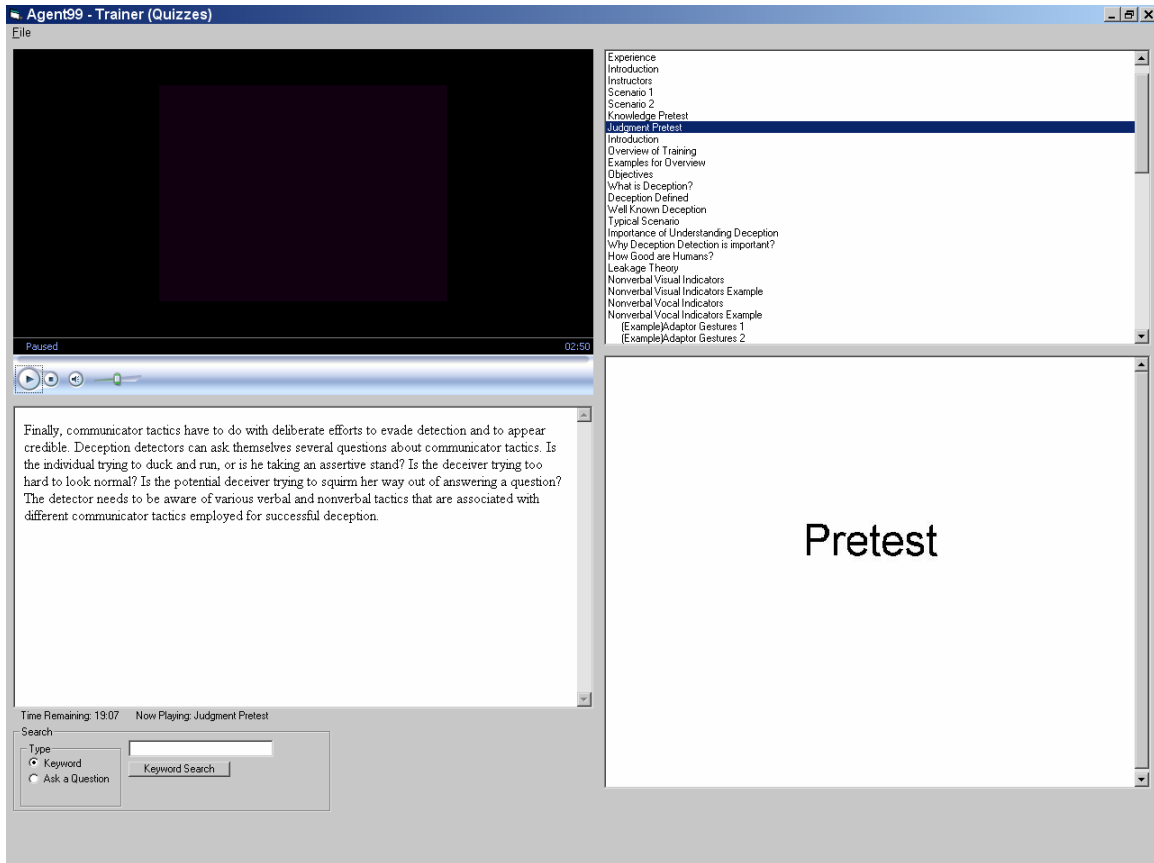 Agent99 - Trainer (Quizzes)
File
Paused
02:50
Finally, communicator tactics have to do with deliberate efforts to evade detection and to appear
credible. Deception detectors can ask themselves several questions about communicator tactics. Is
the individual trying to duck and run, or is he taking an assertive stand? Is the deceiver trying too
hard to look normal? Is the potential deceiver trying to squirm her way out of answering a question?
The detector needs to be aware of various verbal and nonverbal tactics that are associated with
different communicator tactics employed for successful deception.
Time Remaining: 19:07 Now Playing: Judgment Pretest
Search
Type
Keyword
Ask a Question
Keyword Search
Experience
Introduction
Instructors
Scenario 1
Scenario 2
Knowledge Pretest
Judgment Pretest
Introduction
Overview of Training
Examples for Overview
Objectives
What is Deception?
Deception Defined
Well Known Deception
Typical Scenario
Importance of Understanding Deception
Why Deception Detection is important?
How Good are Humans?
Leakage Theory
Nonverbal Visual Indicators
Nonverbal Visual Indicators Example
Nonverbal Vocal Indicators
Nonverbal Vocal Indicators Example
(Example)Adaptor Gestures 1
(Example)Adaptor Gestures 2
Pretest